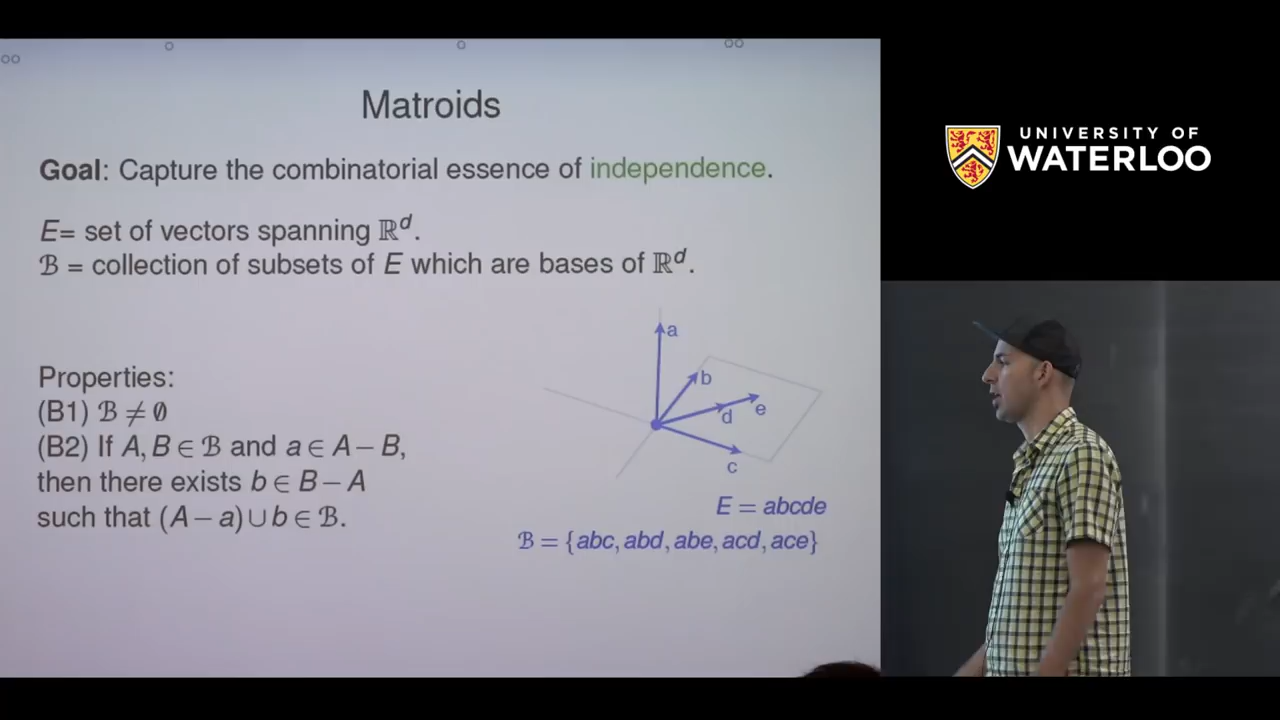 Matroids
Goal: Capture the combinatorial essence of independence.
E= set of vectors spanning ℝᵈ.
ℬ = collection of subsets of E which are bases of ℝᵈ.
Properties:
(B1) ℬ ≠ ∅
(B2) If A, B ∈ ℬ and a ∈ A − B,
then there exists b ∈ B − A
such that (A − a) ∪ b ∈ ℬ.
a
b
d
e
c
E = abcde
ℬ = {abc, abd, abe, acd, ace}
UNIVERSITY OF
WATERLOO